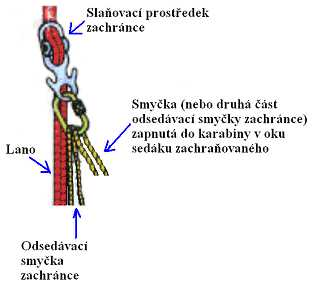 Slaňovací prostředek
zachránce
Smyčka (nebo druhá část
odsedávací smyčky zachránce)
zapnutá do karabiny v oku
sedáku zachraňovaného
Lano
Odsedávací
smyčka
zachránce